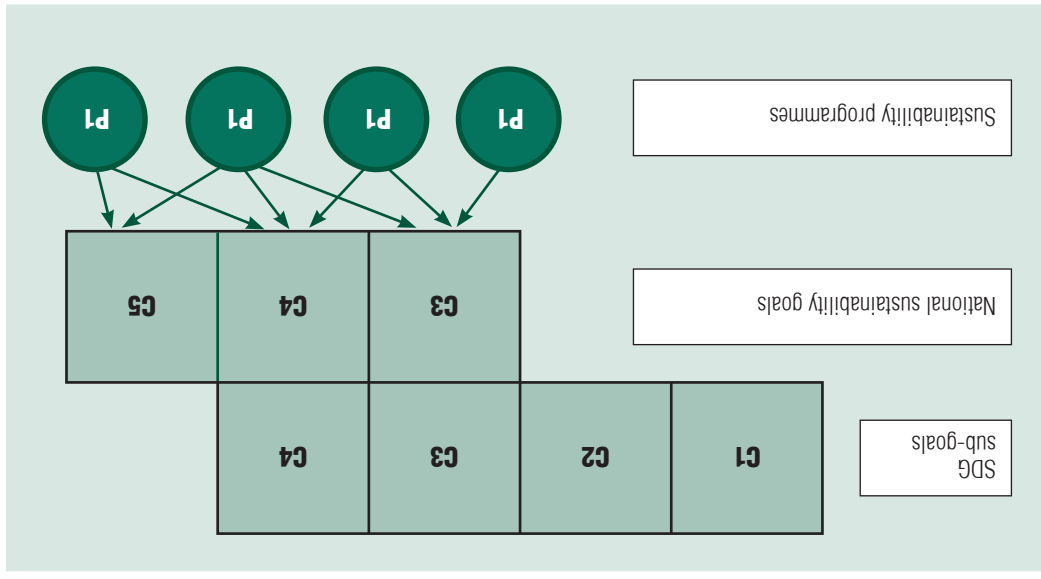 SDG
sub-goals
C1
C2
C3
C4
National sustainability goals
C3
C4
C5
Sustainability programmes
P1
P1
P1
P1